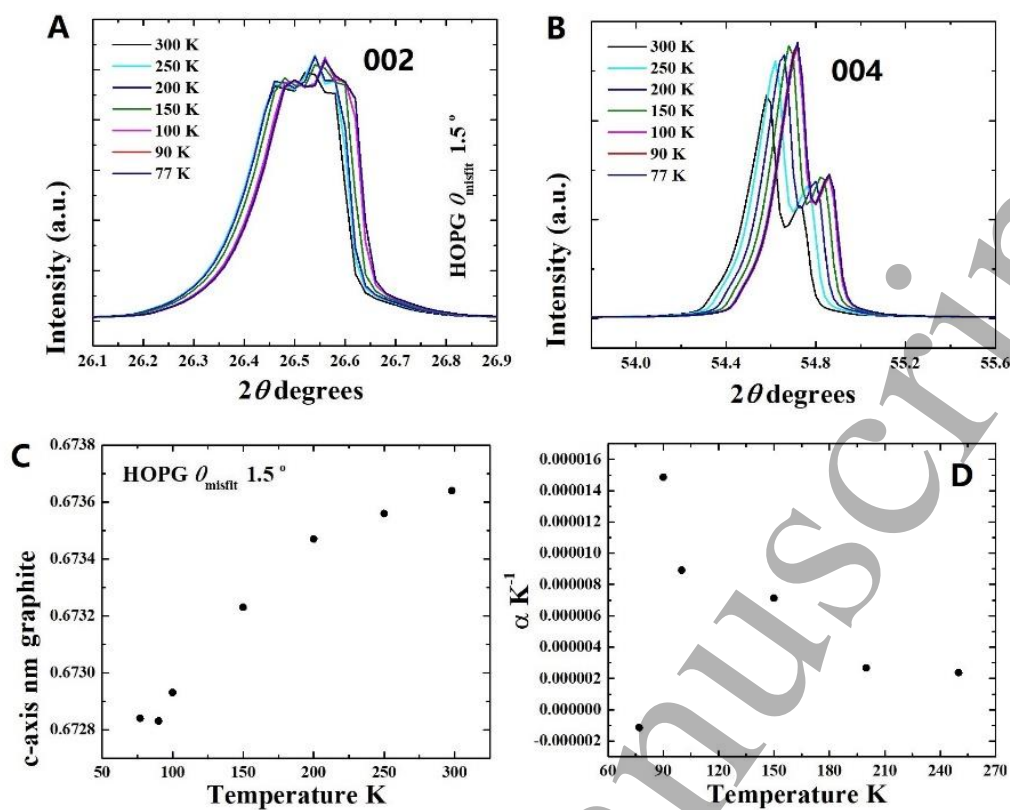 A
002
300 K
250 K
200 K
150 K
100 K
90 K
77 K
HOPG θmisfit 1.5 °
Intensity (a.u.)
26.1 26.2 26.3 26.4 26.5 26.6 26.7 26.8 26.9
2θ degrees
B
004
300 K
250 K
200 K
150 K
100 K
90 K
77 K
Intensity (a.u.)
54.0 54.4 54.8 55.2 55.6
2θ degrees
C
HOPG θmisfit 1.5 °
c-axis nm graphite
0.6738
0.6736
0.6734
0.6732
0.6730
0.6728
50 100 150 200 250 300
Temperature K
D
α K-1
0.000016
0.000014
0.000012
0.000010
0.000008
0.000006
0.000004
0.000002
0.000000
-0.000002
60 90 120 150 180 210 240 270
Temperature K
nuscrip